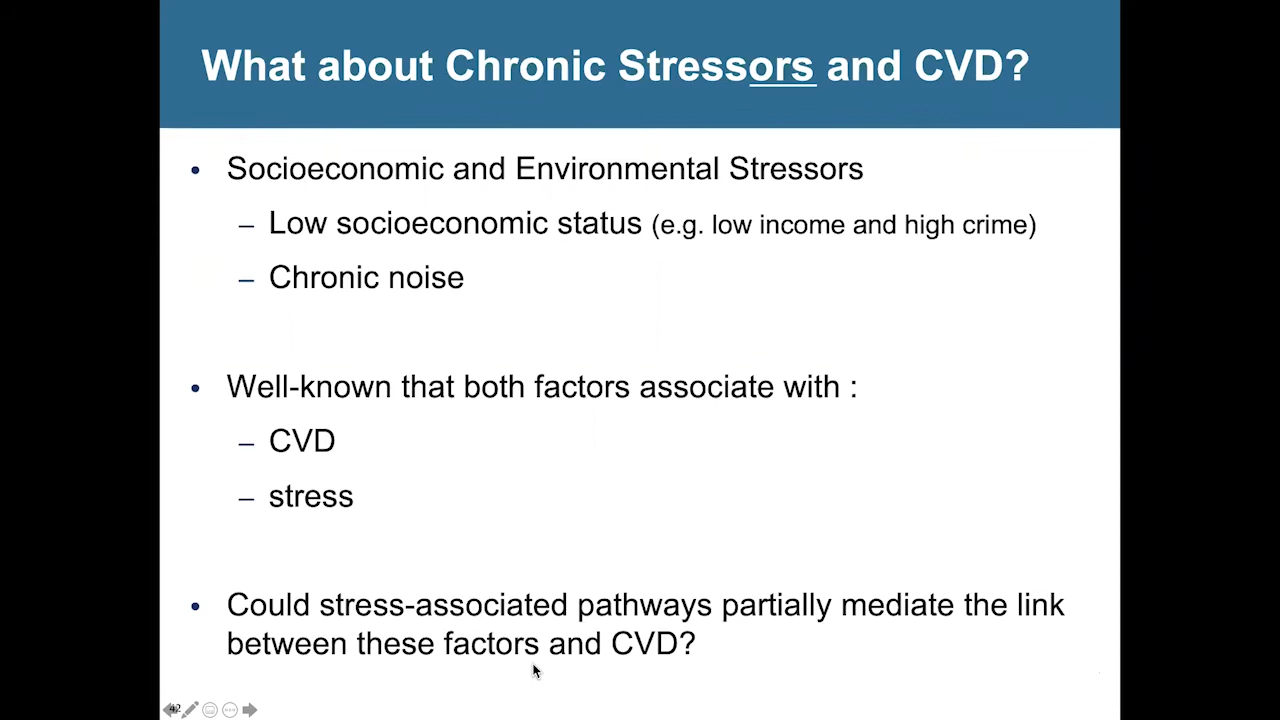 What about Chronic Stressors and CVD?
• Socioeconomic and Environmental Stressors
– Low socioeconomic status (e.g. low income and high crime)
– Chronic noise
• Well-known that both factors associate with :
– CVD
– stress
• Could stress-associated pathways partially mediate the link
between these factors and CVD?
42